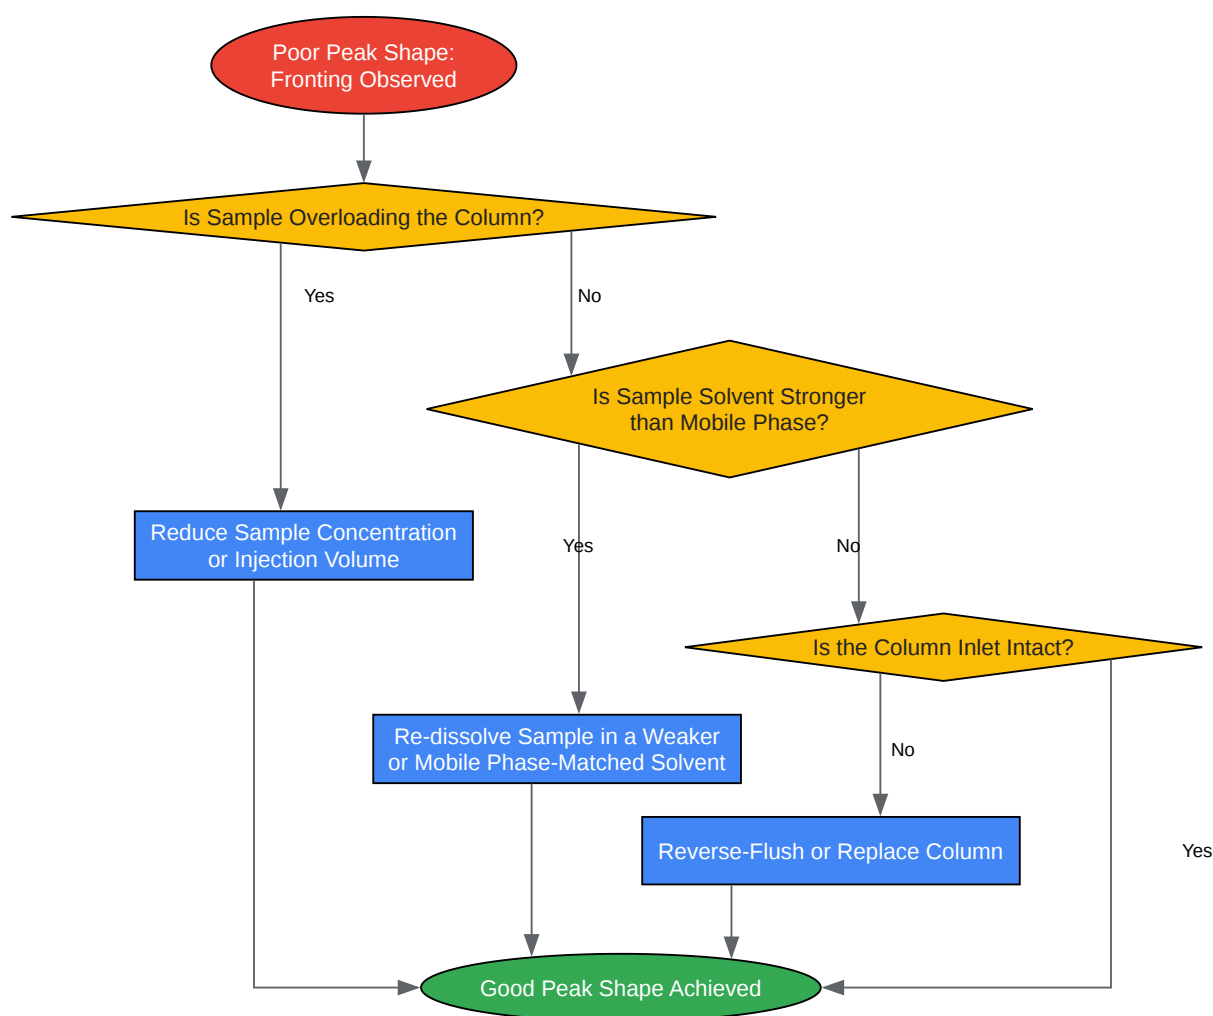 Poor Peak Shape:
Fronting Observed
Is Sample Overloading the Column?
Yes
No
Is Sample Solvent Stronger
than Mobile Phase?
Reduce Sample Concentration
or Injection Volume
Yes
No
Is the Column Inlet Intact?
Re-dissolve Sample in a Weaker
or Mobile Phase-Matched Solvent
No
Reverse-Flush or Replace Column
Yes
Good Peak Shape Achieved